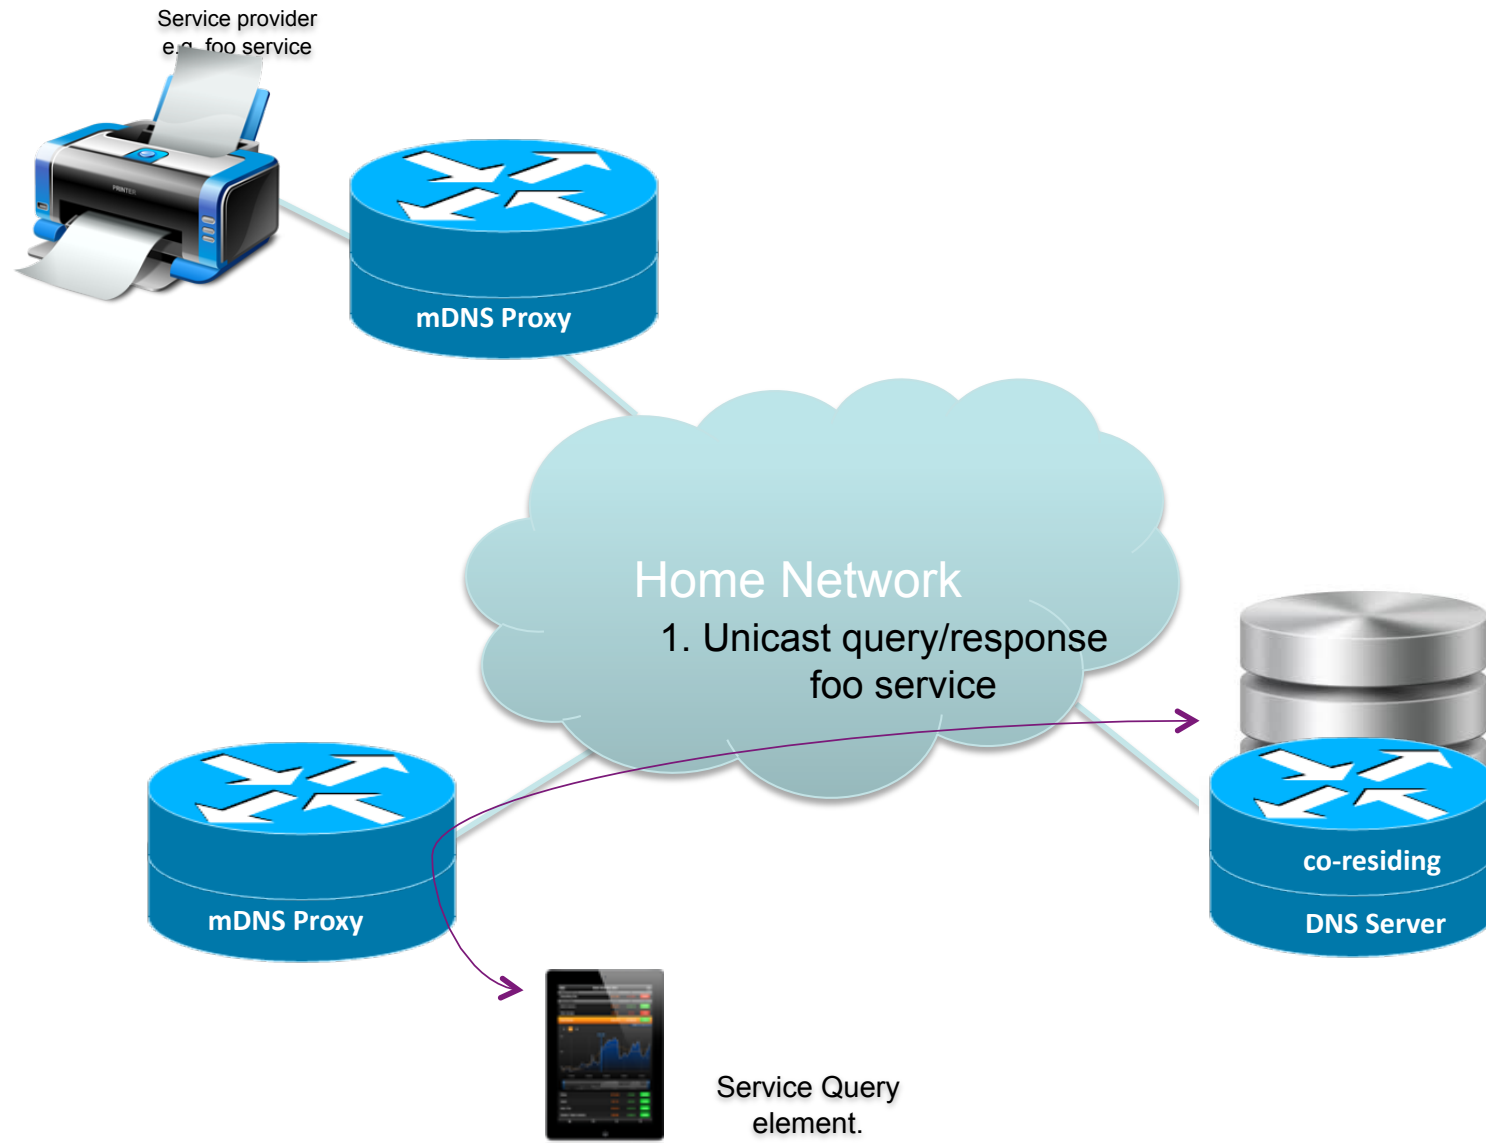 Service provider
e.g. foo service
PRINTER
mDNS Proxy
Home Network
1. Unicast query/response
foo service
co-residing
DNS Server
mDNS Proxy
Service Query
element.